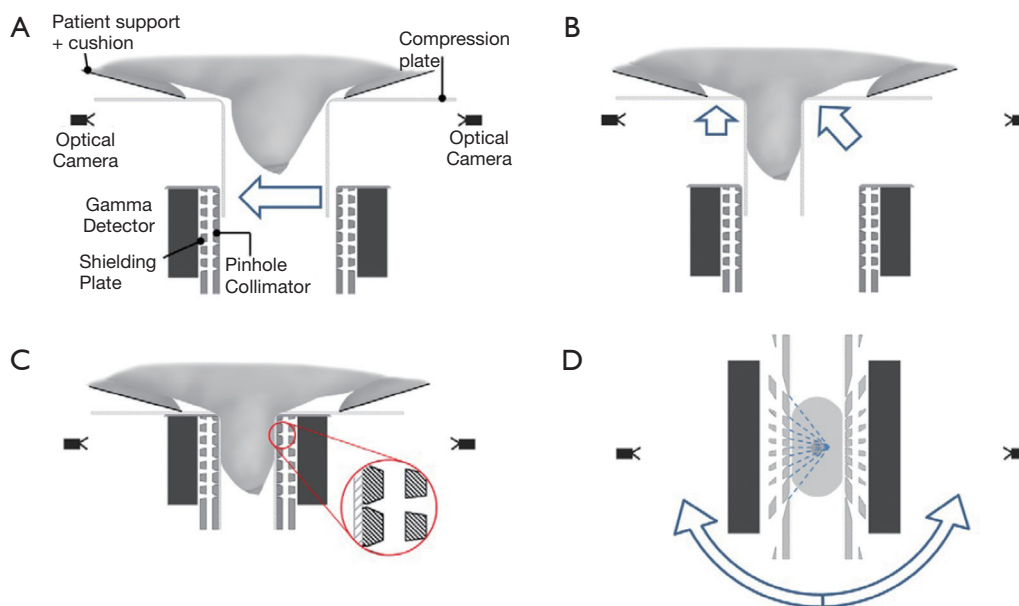 A
Patient support
+ cushion
Compression
plate
Optical
Camera
Optical
Camera
Gamma
Detector
Shielding
Plate
Pinhole
Collimator
B
C
D